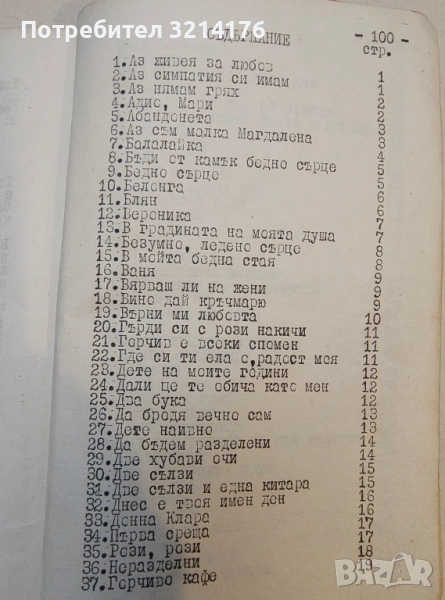 Потребител 3214176
СЪДЪРЖАНИЕ - 100 -
стр.
1. Аз живея за любов 1
2. Аз симпатия си имам 1
3. Аз нямам грях 2
4. Адио, Мари 2
5. Абандонета 3
6. Аз съм малка Магдалена 3
7. Балалайка 4
8. Бъди от камък бедно сърце 5
9. Бедно сърце 5
10. Белонга 6
11. Блян 6
12. Вероника 7
13. В градината на моята душа 7
14. Безумно, ледено сърце 8
15. В мойта бедна стая 8
16. Ваня 9
17. Вярваш ли на жени 9
18. Вино дай кръчмарю 9
19. Върни ми любовта 10
20. Гърди си с рози накичи 11
21. Горчив е всеки спомен 11
22. Где си ти ела с, радост моя 11
23. Дете на моите години 12
24. Дали ще те обича като мен 12
25. Два бука 12
26. Да бродя вечно сам 13
27. Дете наивно 13
28. Да бъдем разделени 14
29. Две хубави очи 14
30. Две сълзи 15
31. Две сълзи и една китара 15
32. Днес е твоя имен ден 16
33. Донна Клара 16
34. Първа среща 17
35. Рози, рози 17
36. Неразделни 18
37. Горчиво кафе 19
BAZAR